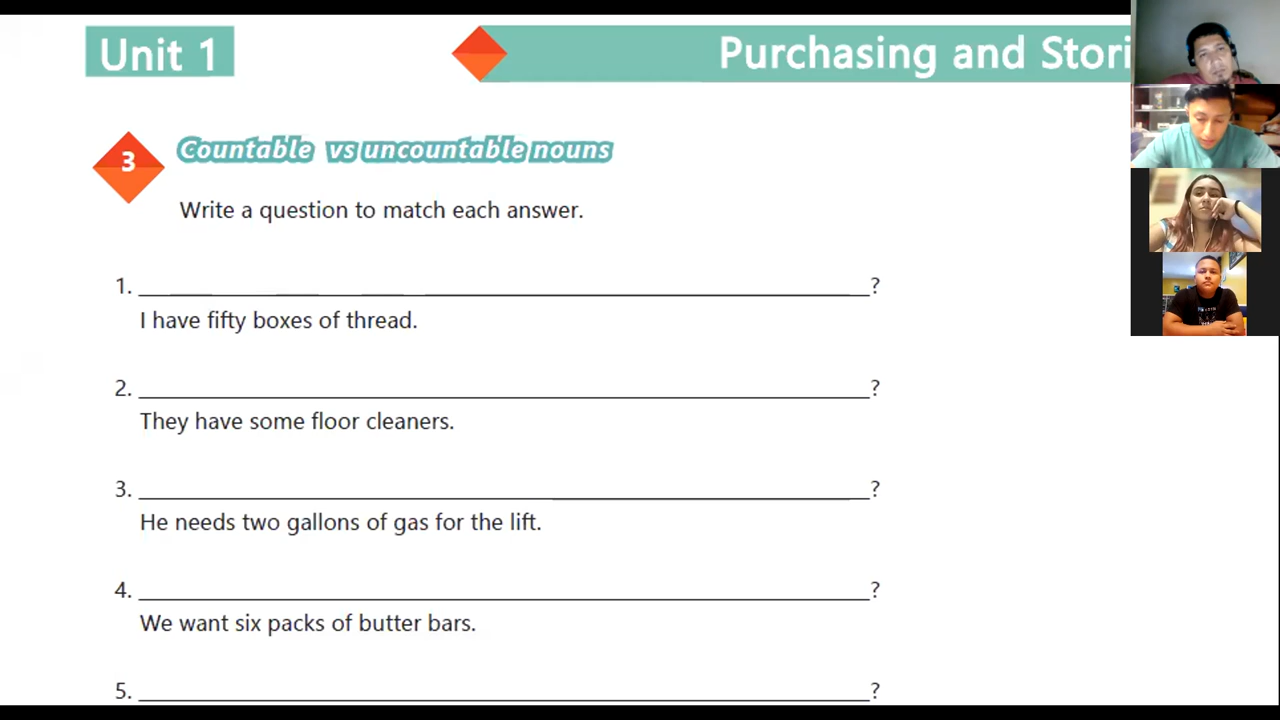 Unit 1
Purchasing and Stori
3
Countable vs uncountable nouns
Write a question to match each answer.
1. ?
I have fifty boxes of thread.
2. ?
They have some floor cleaners.
3. ?
He needs two gallons of gas for the lift.
4. ?
We want six packs of butter bars.
5. ?